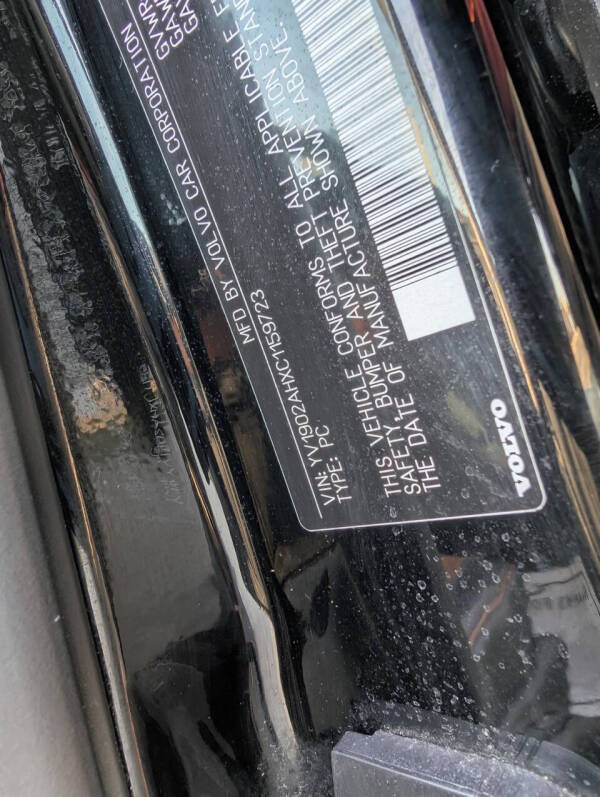 MFD BY VOLVO CAR CORPORATION
GVWR
VIN: YV1902AHXC1159723
TYPE: PC
THIS VEHICLE CONFORMS TO ALL APPLICABLE
SAFETY, BUMPER AND THEFT PREVENTION
THE DATE OF MANUFACTURE SHOWN ABOVE.
VOLVO